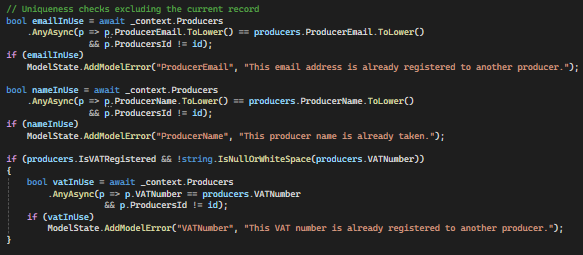 // Uniqueness checks excluding the current record
bool emailInUse = await _context.Producers
    .AnyAsync(p => p.ProducerEmail.ToLower() == producers.ProducerEmail.ToLower()
                && p.ProducersId != id);
if (emailInUse)
    ModelState.AddModelError("ProducerEmail", "This email address is already registered to another producer.");

bool nameInUse = await _context.Producers
    .AnyAsync(p => p.ProducerName.ToLower() == producers.ProducerName.ToLower()
                && p.ProducersId != id);
if (nameInUse)
    ModelState.AddModelError("ProducerName", "This producer name is already taken.");

if (producers.IsVATRegistered && !string.IsNullOrWhiteSpace(producers.VATNumber))
{
    bool vatInUse = await _context.Producers
        .AnyAsync(p => p.VATNumber == producers.VATNumber
                    && p.ProducersId != id);
    if (vatInUse)
        ModelState.AddModelError("VATNumber", "This VAT number is already registered to another producer.");
}